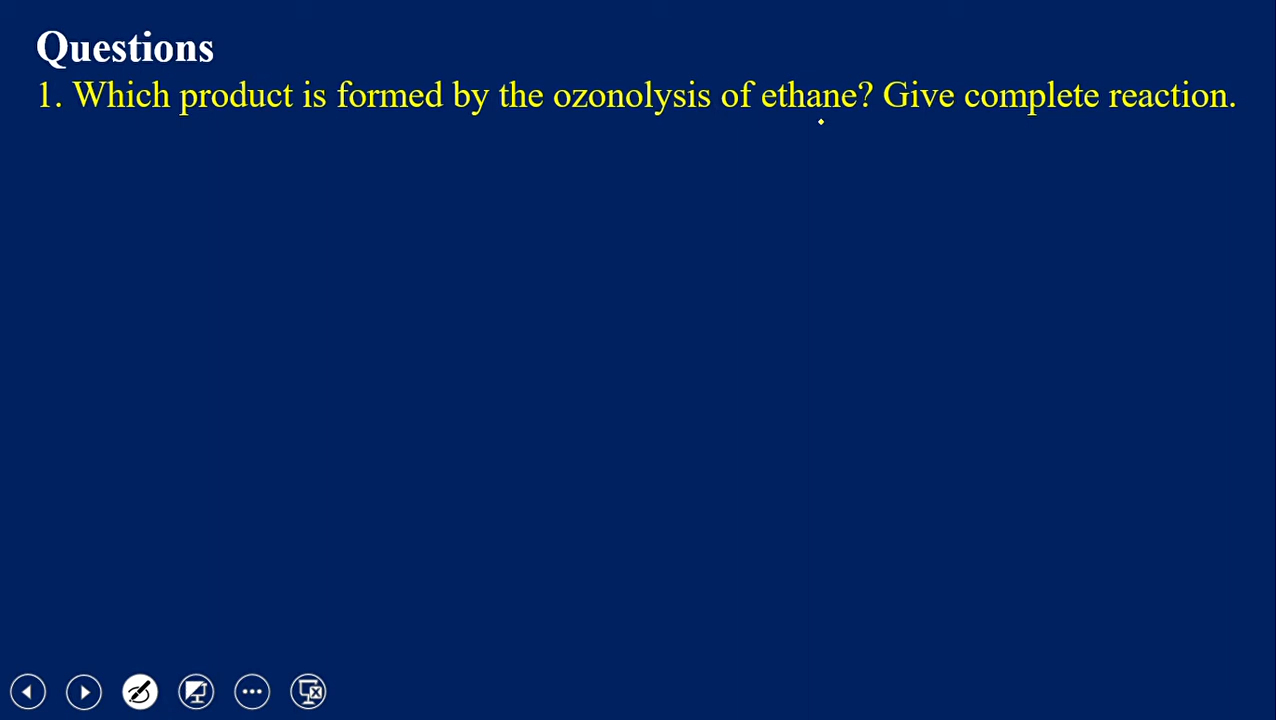 Questions
1. Which product is formed by the ozonolysis of ethane? Give complete reaction.